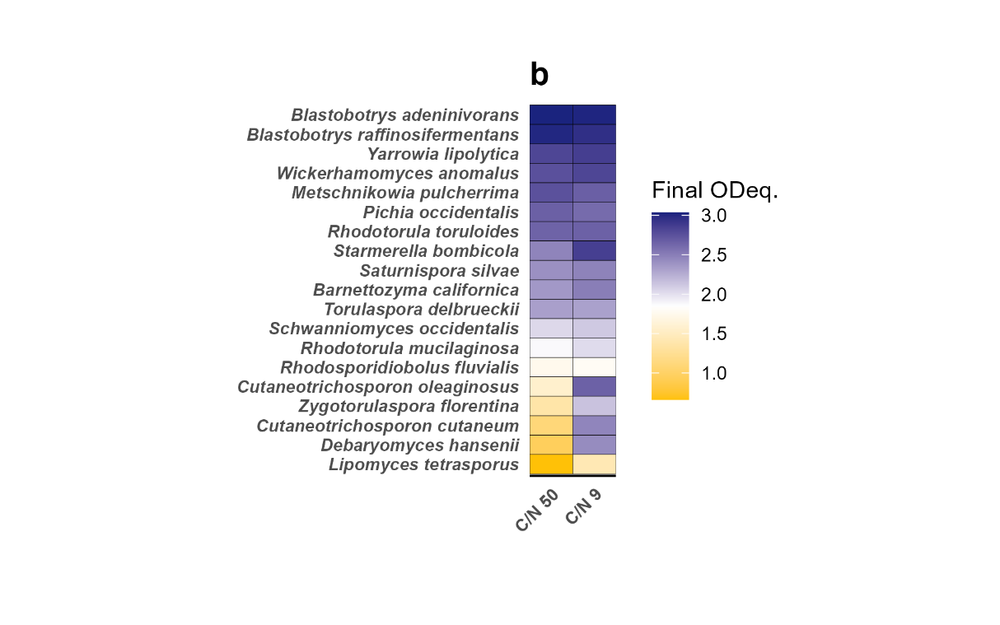 b
Blastobotrys adeninivorans
Blastobotrys raffinosifermentans
Yarrowia lipolytica
Wickerhamomyces anomalus
Metschnikowia pulcherrima
Pichia occidentalis
Rhodotorula toruloides
Starmerella bombicola
Saturnispora silvae
Barnettozyma californica
Torulaspora delbrueckii
Schwanniomyces occidentalis
Rhodotorula mucilaginosa
Rhodosporidiobolus fluvialis
Cutaneotrichosporon oleaginosus
Zygotorulaspora florentina
Cutaneotrichosporon cutaneum
Debaryomyces hansenii
Lipomyces tetrasporus
C/N 50
C/N 9
Final ODeq.
3.0
2.5
2.0
1.5
1.0